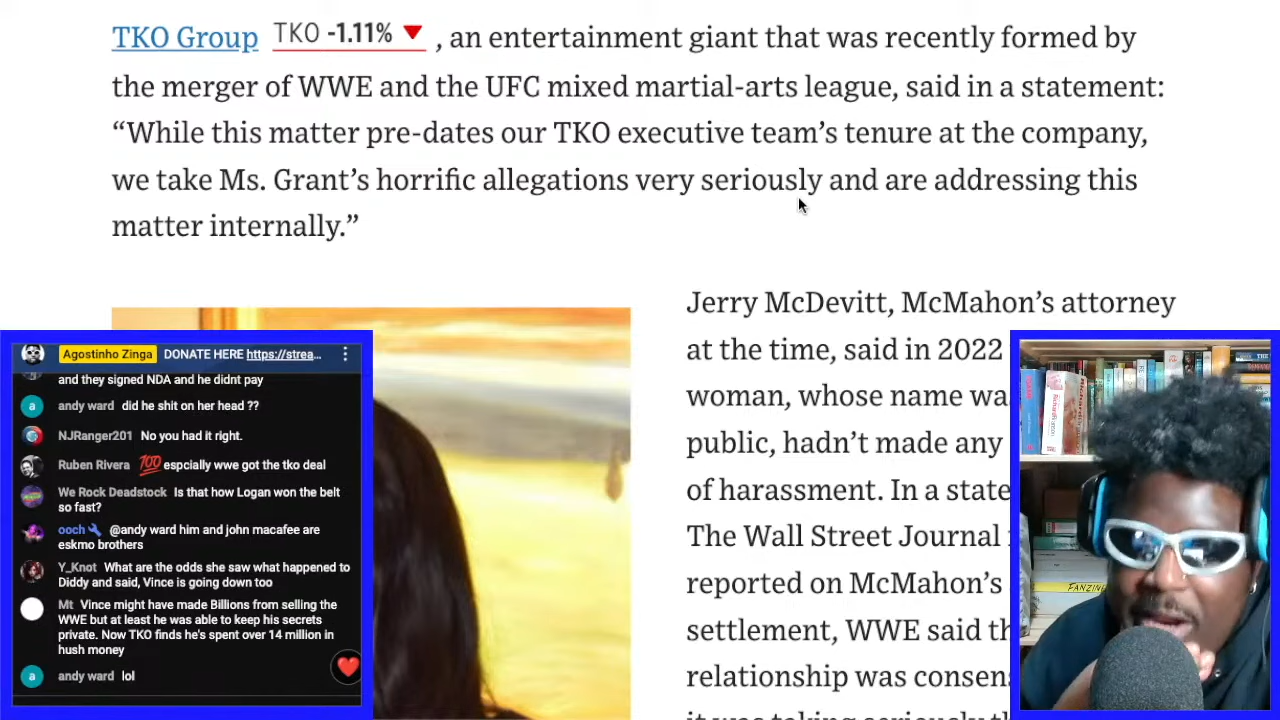 TKO Group TKO -1.11% ▼ , an entertainment giant that was recently formed by
the merger of WWE and the UFC mixed martial-arts league, said in a statement:
“While this matter pre-dates our TKO executive team’s tenure at the company,
we take Ms. Grant’s horrific allegations very seriously and are addressing this
matter internally.”
Jerry McDevitt, McMahon’s attorney
at the time, said in 2022
woman, whose name wa
public, hadn’t made any
of harassment. In a state
The Wall Street Journal
reported on McMahon’s
settlement, WWE said th
relationship was consens
it was taking seriously th
Agostinho Zinga DONATE HERE https://strea...
and they signed NDA and he didnt pay
andy ward did he shit on her head ??
NJRanger201 No you had it right.
Ruben Rivera 💯 espcially wwe got the tko deal
We Rock Deadstock Is that how Logan won the belt
so fast?
ooch @andy ward him and john macafee are
eskmo brothers
Y_Knot What are the odds she saw what happened to
Diddy and said, Vince is going down too
Mt Vince might have made Billions from selling the
WWE but at least he was able to keep his secrets
private. Now TKO finds he's spent over 14 million in
hush money
andy ward lol
FANZINE